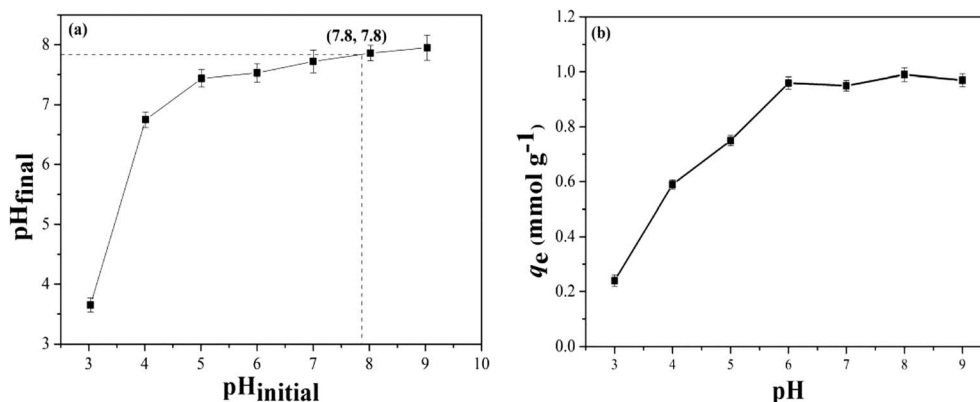 (a)
(7.8, 7.8)
8
7
6
5
4
3
pHfinal
3 4 5 6 7 8 9 10
pHinitial
(b)
1.2
1.0
0.8
0.6
0.4
0.2
0.0
qe (mmol g-1)
3 4 5 6 7 8 9
pH